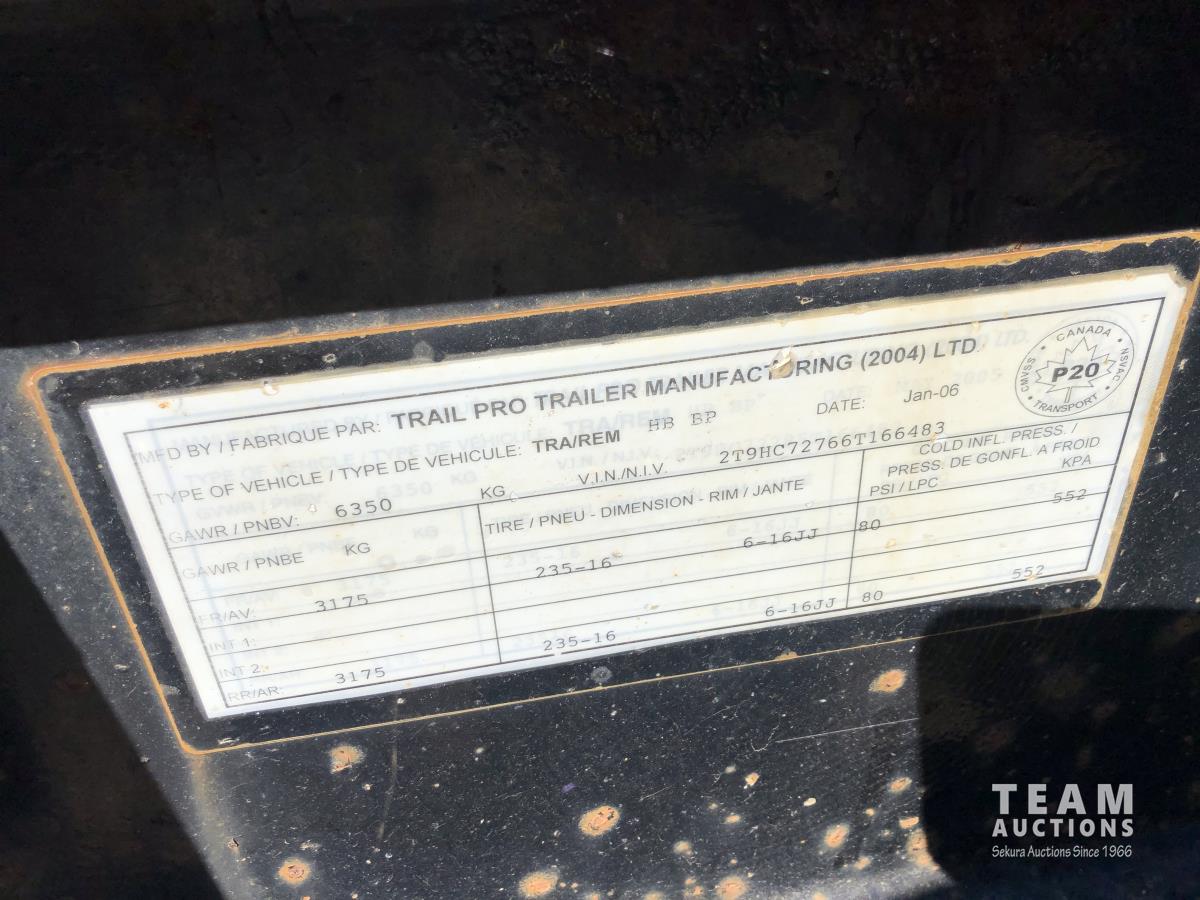 MFD BY / FABRIQUE PAR: TRAIL PRO TRAILER MANUFACTURING (2004) LTD
TYPE OF VEHICLE / TYPE DE VEHICULE: TRA/REM HB BP DATE: Jan-06
CANADA
CMVSS P20 NSVAC
TRANSPORT
GAWR / PNBV: 6350 KG V.I.N./N.I.V. 2T9HC72766T166483
GAWR / PNBE KG TIRE / PNEU - DIMENSION - RIM / JANTE COLD INFL. PRESS. /
PRESS. DE GONFL. A FROID
PSI / LPC KPA
FR/AV: 3175 235-16 6-16JJ 80 552
INT 1:
INT 2:
RR/AR: 3175 235-16 6-16JJ 80 552
TEAM
AUCTIONS
Sekura Auctions Since 1966